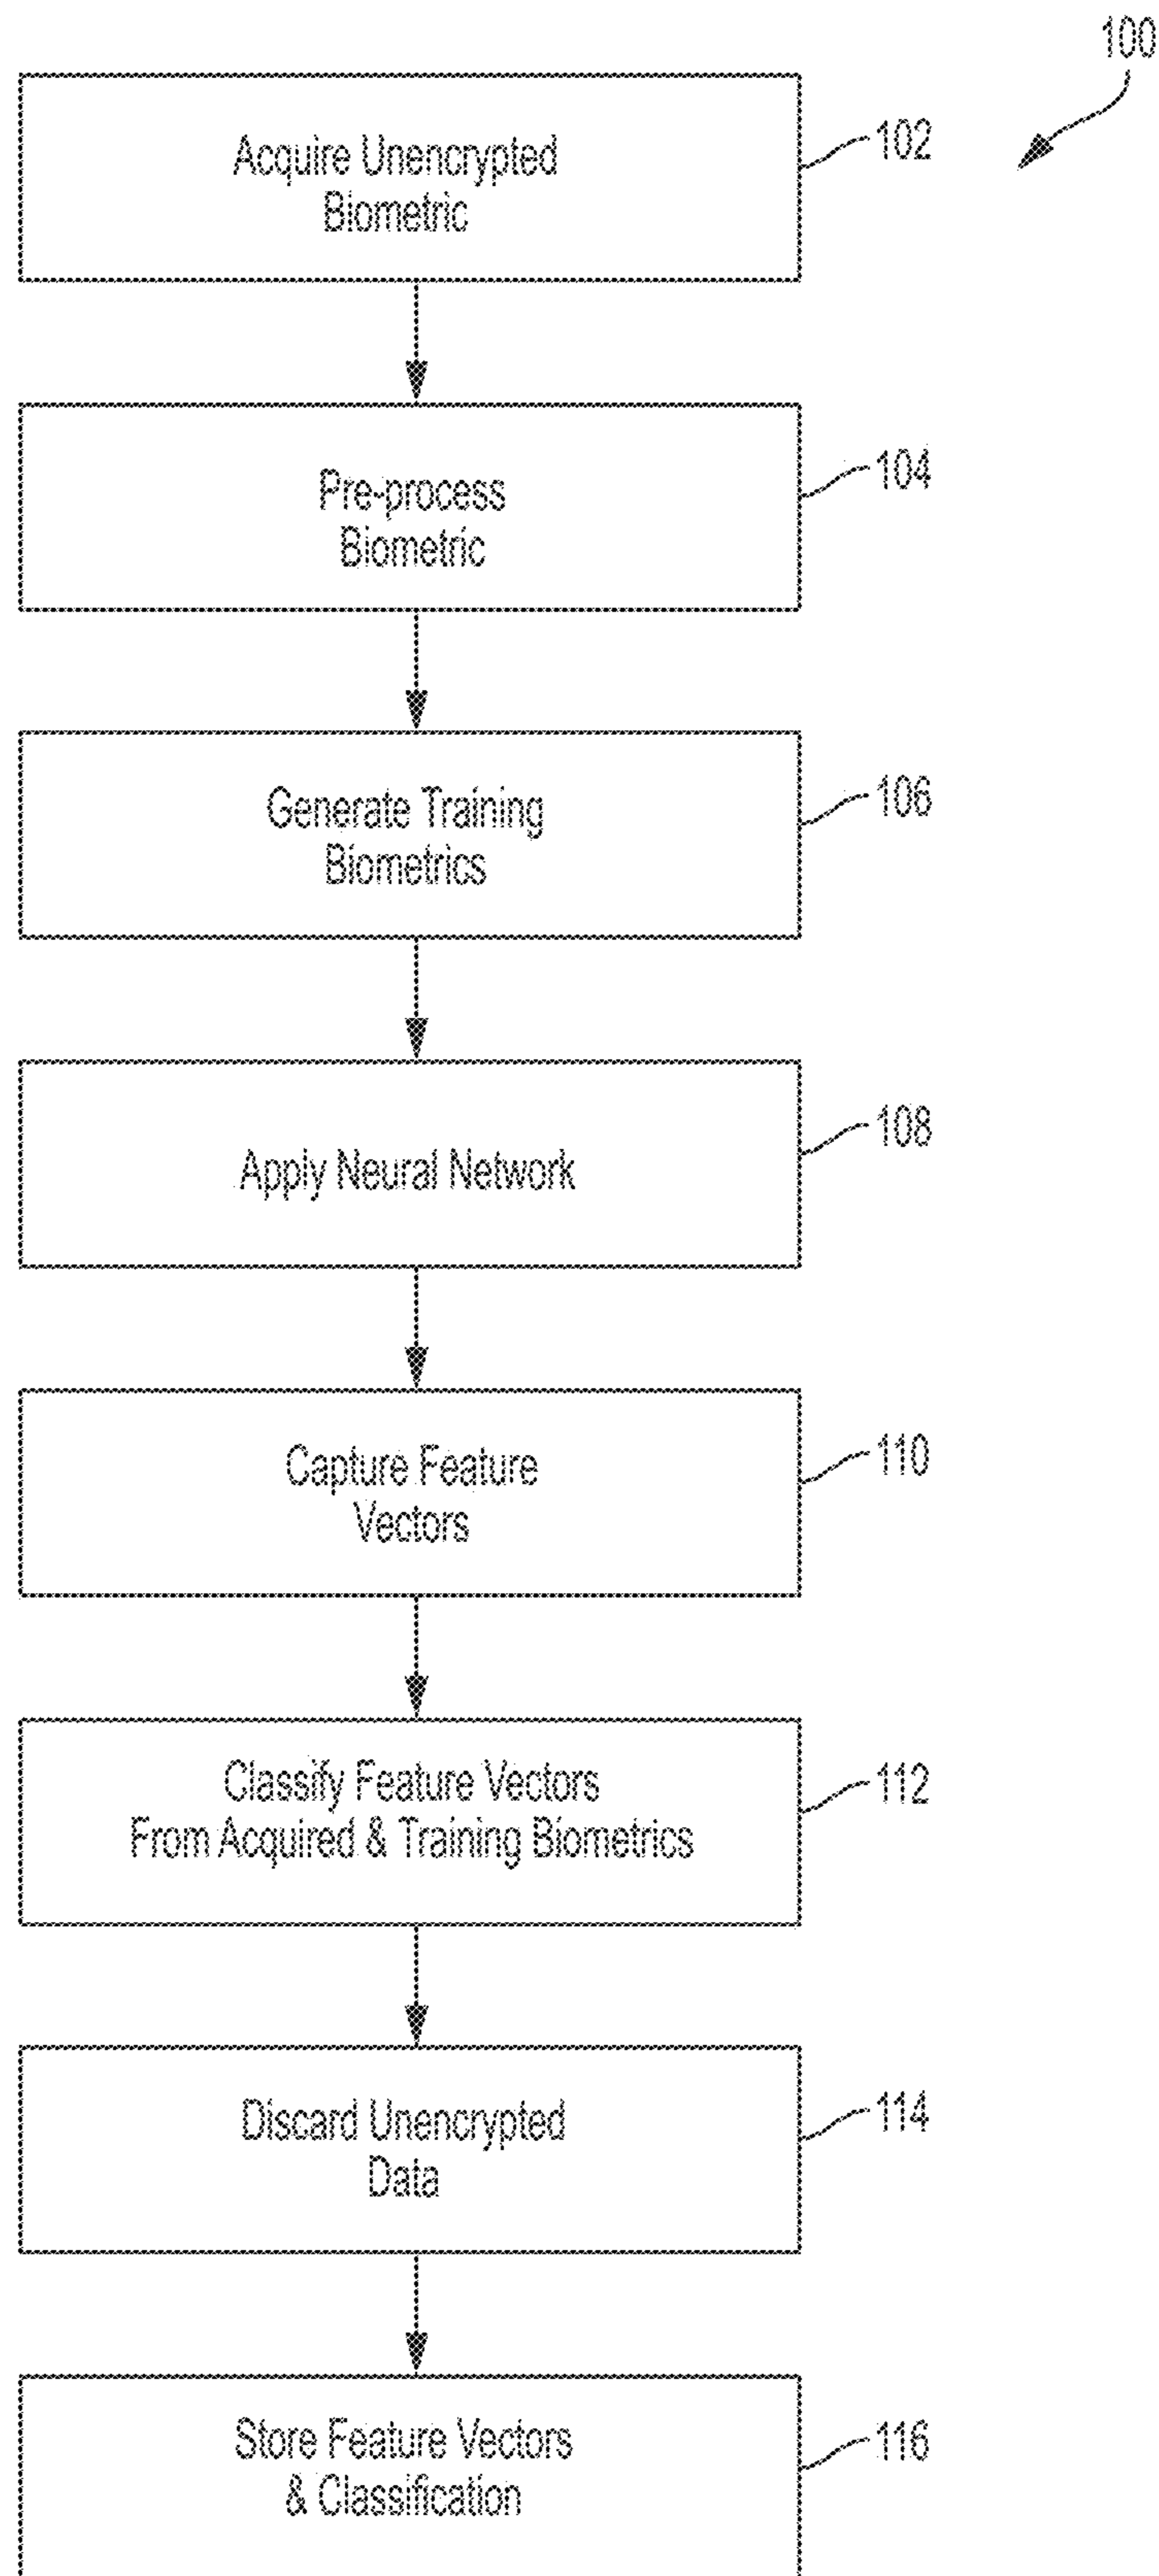 100
Acquire Unencrypted
Biometric
102
Pre-process
Biometric
104
Generate Training
Biometrics
106
Apply Neural Network
108
Capture Feature
Vectors
110
Classify Feature Vectors
From Acquired & Training Biometrics
112
Discard Unencrypted
Data
114
Store Feature Vectors
& Classification
116